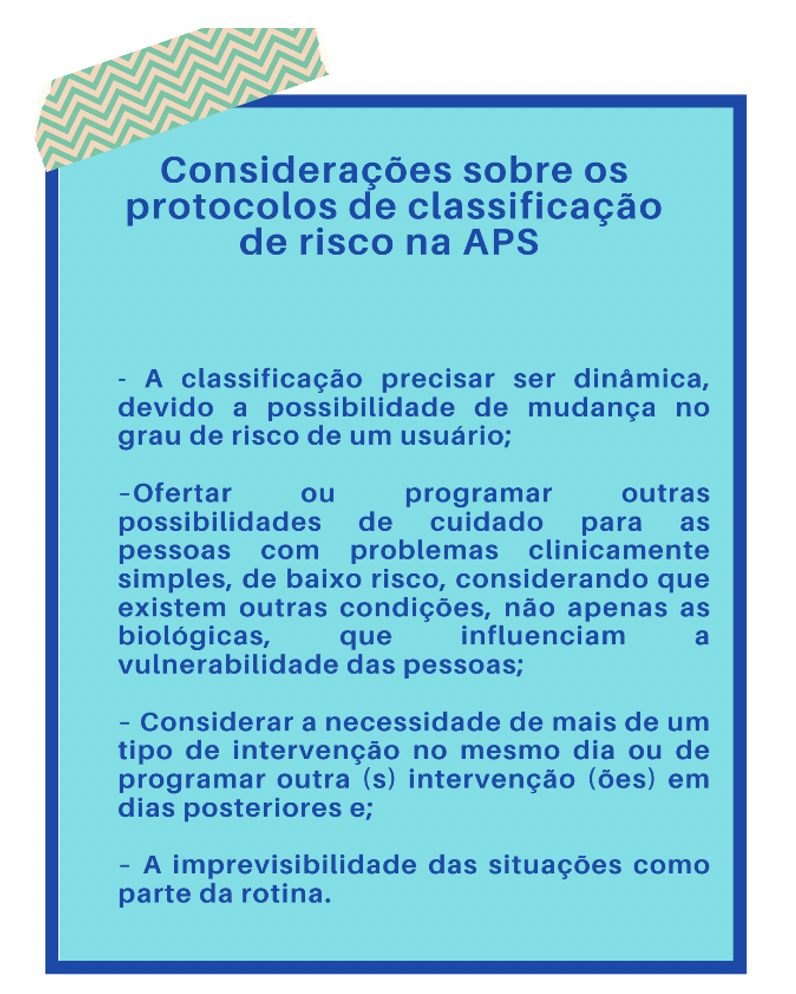 Considerações sobre os
protocolos de classificação
de risco na APS
- A classificação precisar ser dinâmica,
devido a possibilidade de mudança no
grau de risco de um usuário;
–Ofertar ou programar outras
possibilidades de cuidado para as
pessoas com problemas clinicamente
simples, de baixo risco, considerando que
existem outras condições, não apenas as
biológicas, que influenciam a
vulnerabilidade das pessoas;
– Considerar a necessidade de mais de um
tipo de intervenção no mesmo dia ou de
programar outra (s) intervenção (ões) em
dias posteriores e;
– A imprevisibilidade das situações como
parte da rotina.